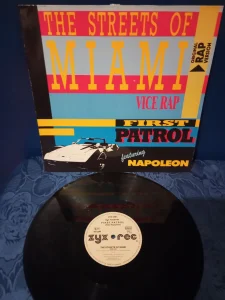 THE STREETS OF
MIAMI
VICE RAP
ORIGINAL
RAP
VERSION
FIRST
PATROL
featuring
NAPOLEON
zyx·rec